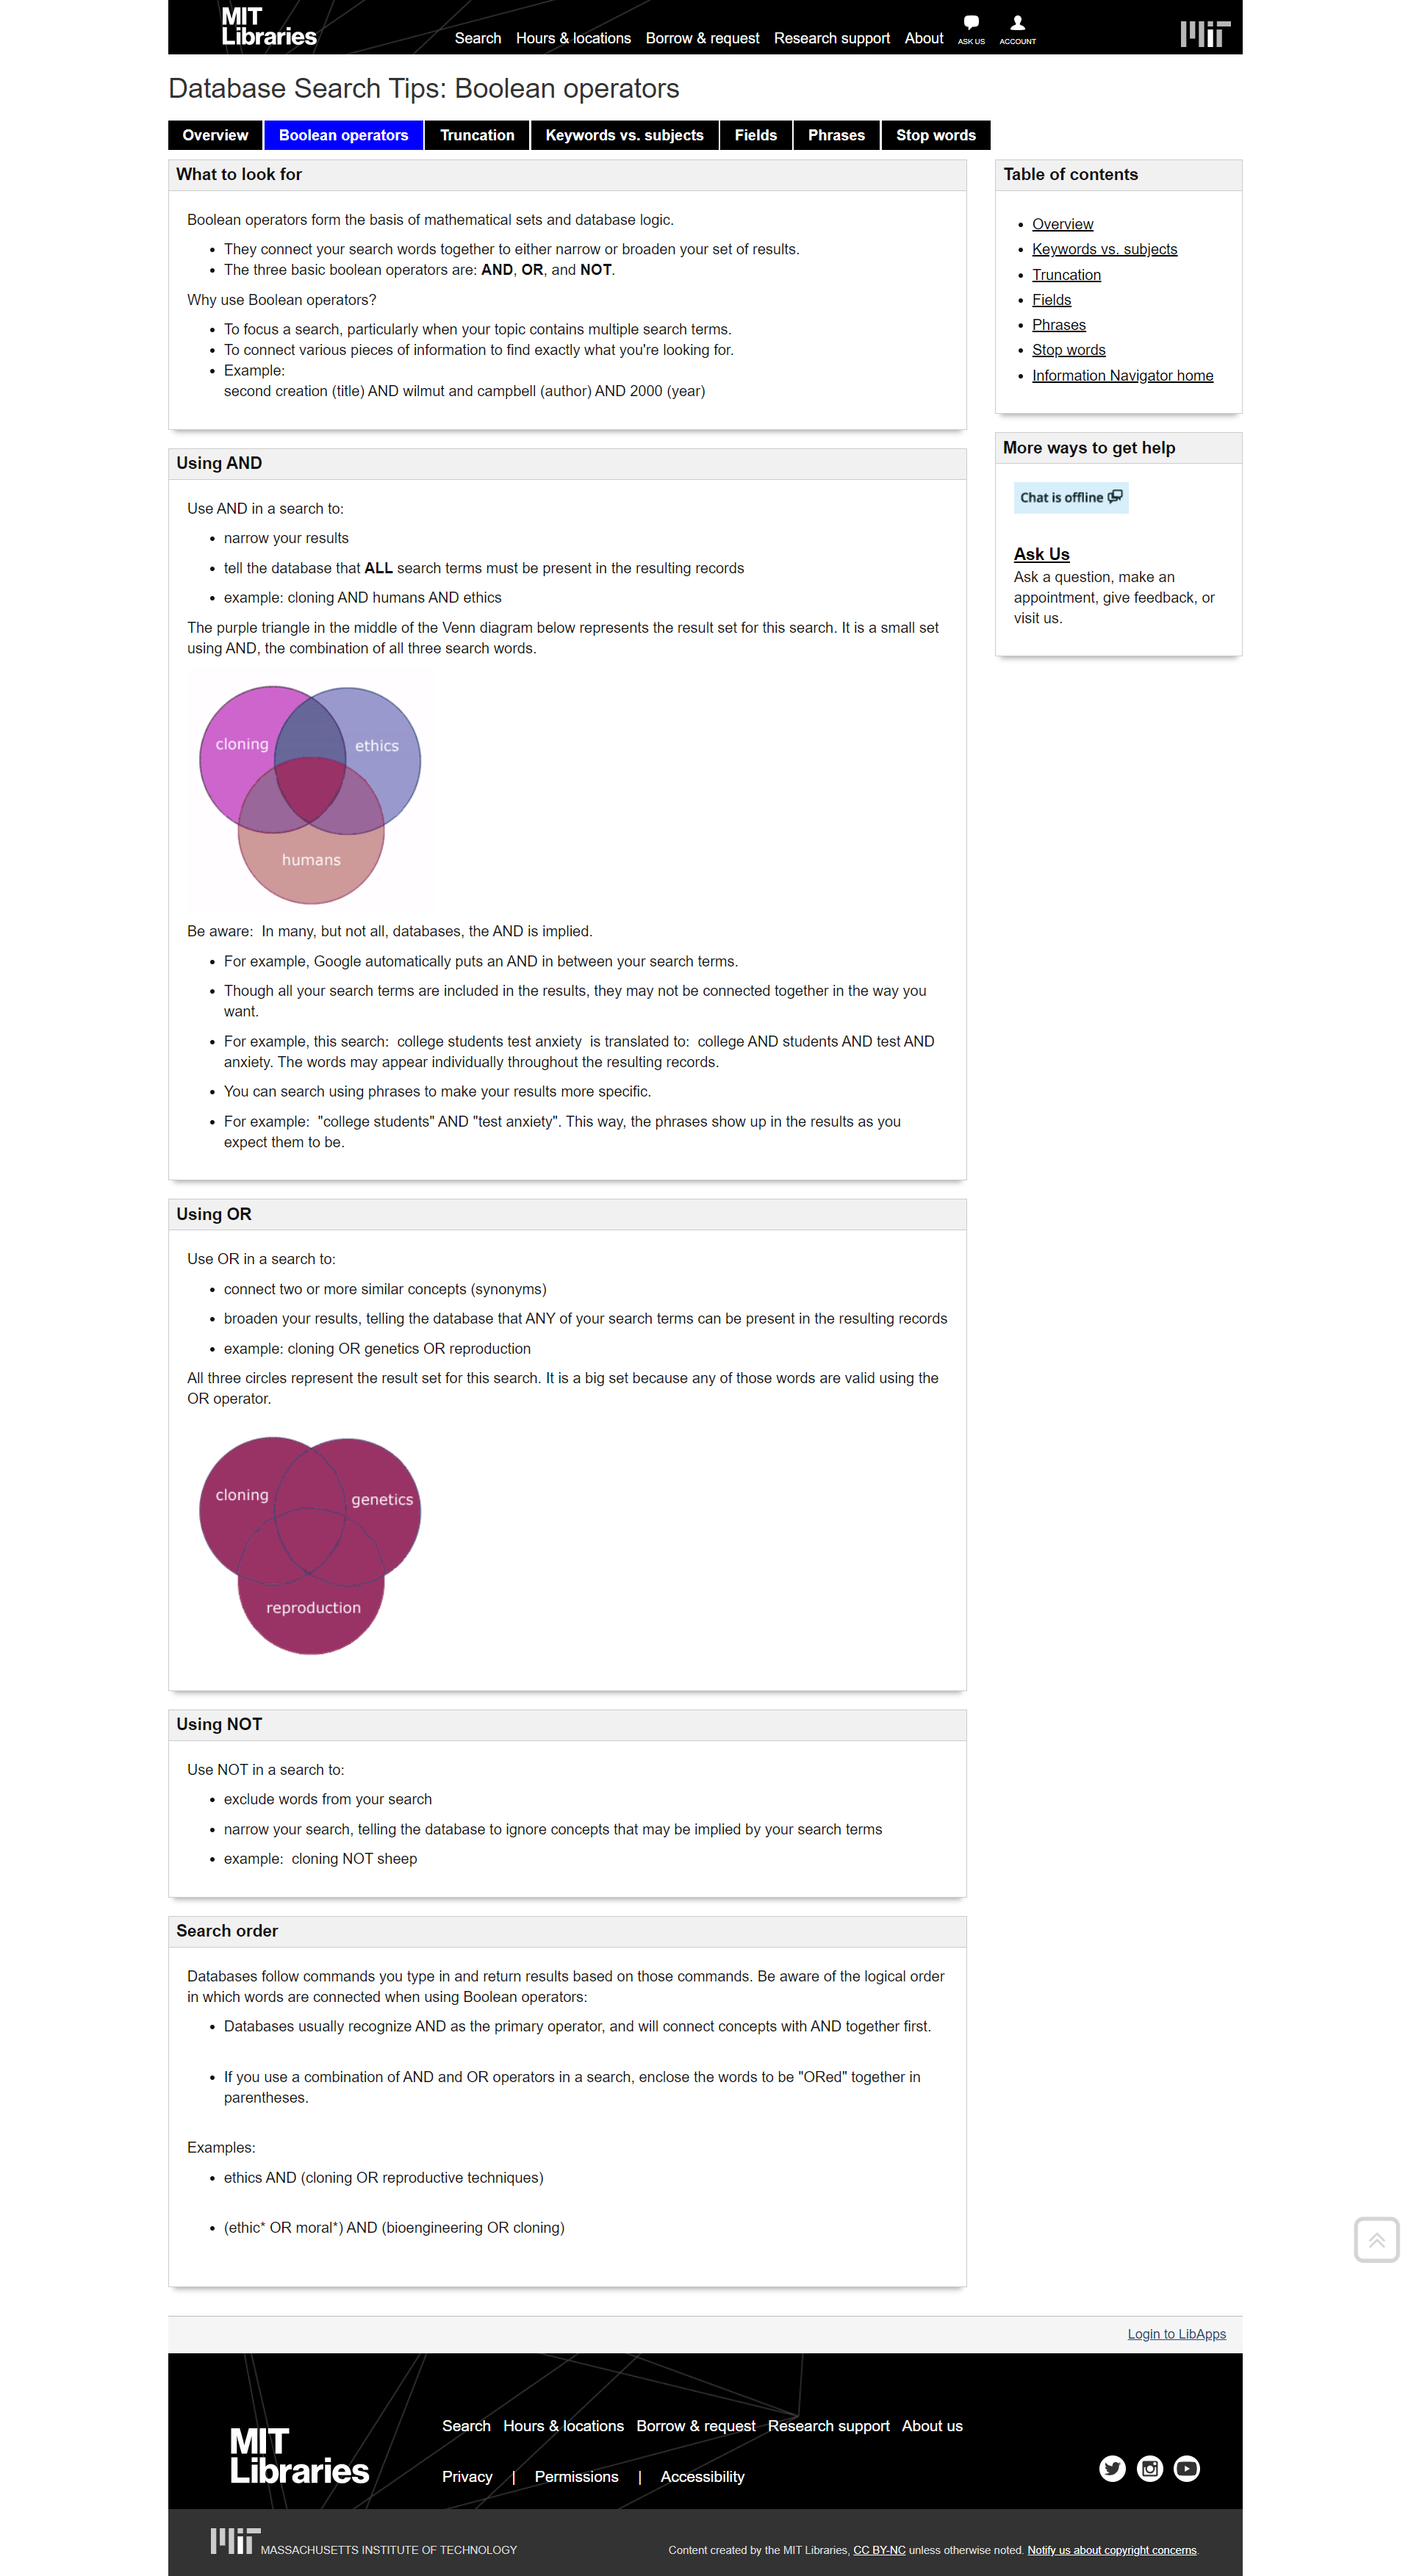 MIT
Libraries
Search Hours & locations Borrow & request Research support About ASK US ACCOUNT
MIT
Database Search Tips: Boolean operators
Overview Boolean operators Truncation Keywords vs. subjects Fields Phrases Stop words
What to look for
Boolean operators form the basis of mathematical sets and database logic.
• They connect your search words together to either narrow or broaden your set of results.
• The three basic boolean operators are: AND, OR, and NOT.
Why use Boolean operators?
• To focus a search, particularly when your topic contains multiple search terms.
• To connect various pieces of information to find exactly what you're looking for.
• Example:
second creation (title) AND wilmut and campbell (author) AND 2000 (year)
Using AND
Use AND in a search to:
• narrow your results
• tell the database that ALL search terms must be present in the resulting records
• example: cloning AND humans AND ethics
The purple triangle in the middle of the Venn diagram below represents the result set for this search. It is a small set
using AND, the combination of all three search words.
cloning
ethics
humans
Be aware:  In many, but not all, databases, the AND is implied.
• For example, Google automatically puts an AND in between your search terms.
• Though all your search terms are included in the results, they may not be connected together in the way you
want.
• For example, this search:  college students test anxiety  is translated to:  college AND students AND test AND
anxiety. The words may appear individually throughout the resulting records.
• You can search using phrases to make your results more specific.
• For example:  "college students" AND "test anxiety". This way, the phrases show up in the results as you
expect them to be.
Using OR
Use OR in a search to:
• connect two or more similar concepts (synonyms)
• broaden your results, telling the database that ANY of your search terms can be present in the resulting records
• example: cloning OR genetics OR reproduction
All three circles represent the result set for this search. It is a big set because any of those words are valid using the
OR operator.
cloning
genetics
reproduction
Using NOT
Use NOT in a search to:
• exclude words from your search
• narrow your search, telling the database to ignore concepts that may be implied by your search terms
• example:  cloning NOT sheep
Search order
Databases follow commands you type in and return results based on those commands. Be aware of the logical order
in which words are connected when using Boolean operators:
• Databases usually recognize AND as the primary operator, and will connect concepts with AND together first.
• If you use a combination of AND and OR operators in a search, enclose the words to be "ORed" together in
parentheses.
Examples:
• ethics AND (cloning OR reproductive techniques)
• (ethic* OR moral*) AND (bioengineering OR cloning)
Table of contents
• Overview
• Keywords vs. subjects
• Truncation
• Fields
• Phrases
• Stop words
• Information Navigator home
More ways to get help
Chat is offline
Ask Us
Ask a question, make an
appointment, give feedback, or
visit us.
Login to LibApps
MIT
Libraries
Search Hours & locations Borrow & request Research support About us
Privacy | Permissions | Accessibility
MIT MASSACHUSETTS INSTITUTE OF TECHNOLOGY
Content created by the MIT Libraries, CC BY-NC unless otherwise noted. Notify us about copyright concerns.